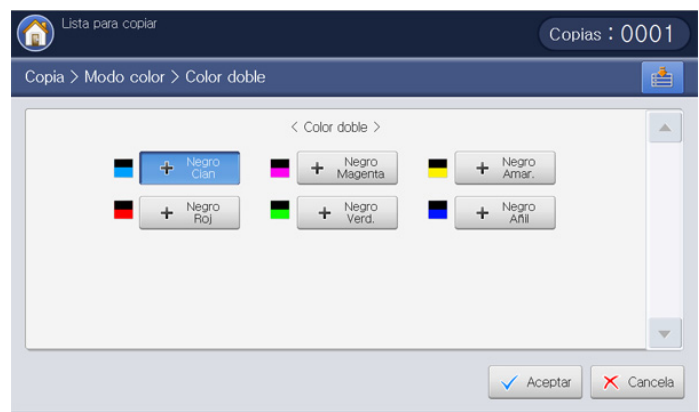 Lista para copiar
Copias : 0001
Copia > Modo color > Color doble
< Color doble >
+ Negro Cian
+ Negro Magenta
+ Negro Amar.
+ Negro Roj
+ Negro Verd.
+ Negro Añil
Aceptar
Cancela